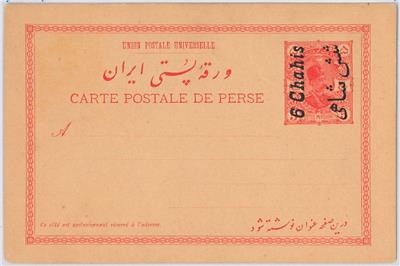 UNION POSTALE UNIVERSELLE
ورقهٔ پستی ایران
CARTE POSTALE DE PERSE
6 Chahis
شش شاهی
A
Ce côté est exclusivement réservé à l'adresse.
درین صفحه عنوان نوشته شود